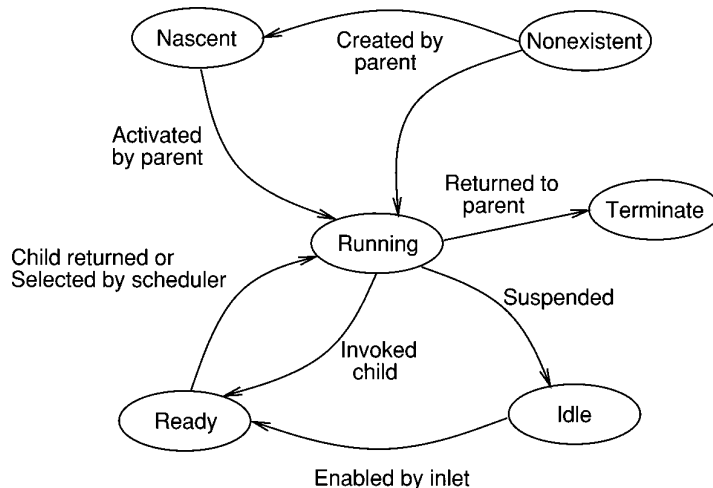 Nascent
Created by
parent
Nonexistent
Activated
by parent
Returned to
parent
Terminate
Running
Child returned or
Selected by scheduler
Suspended
Invoked
child
Ready
Idle
Enabled by inlet